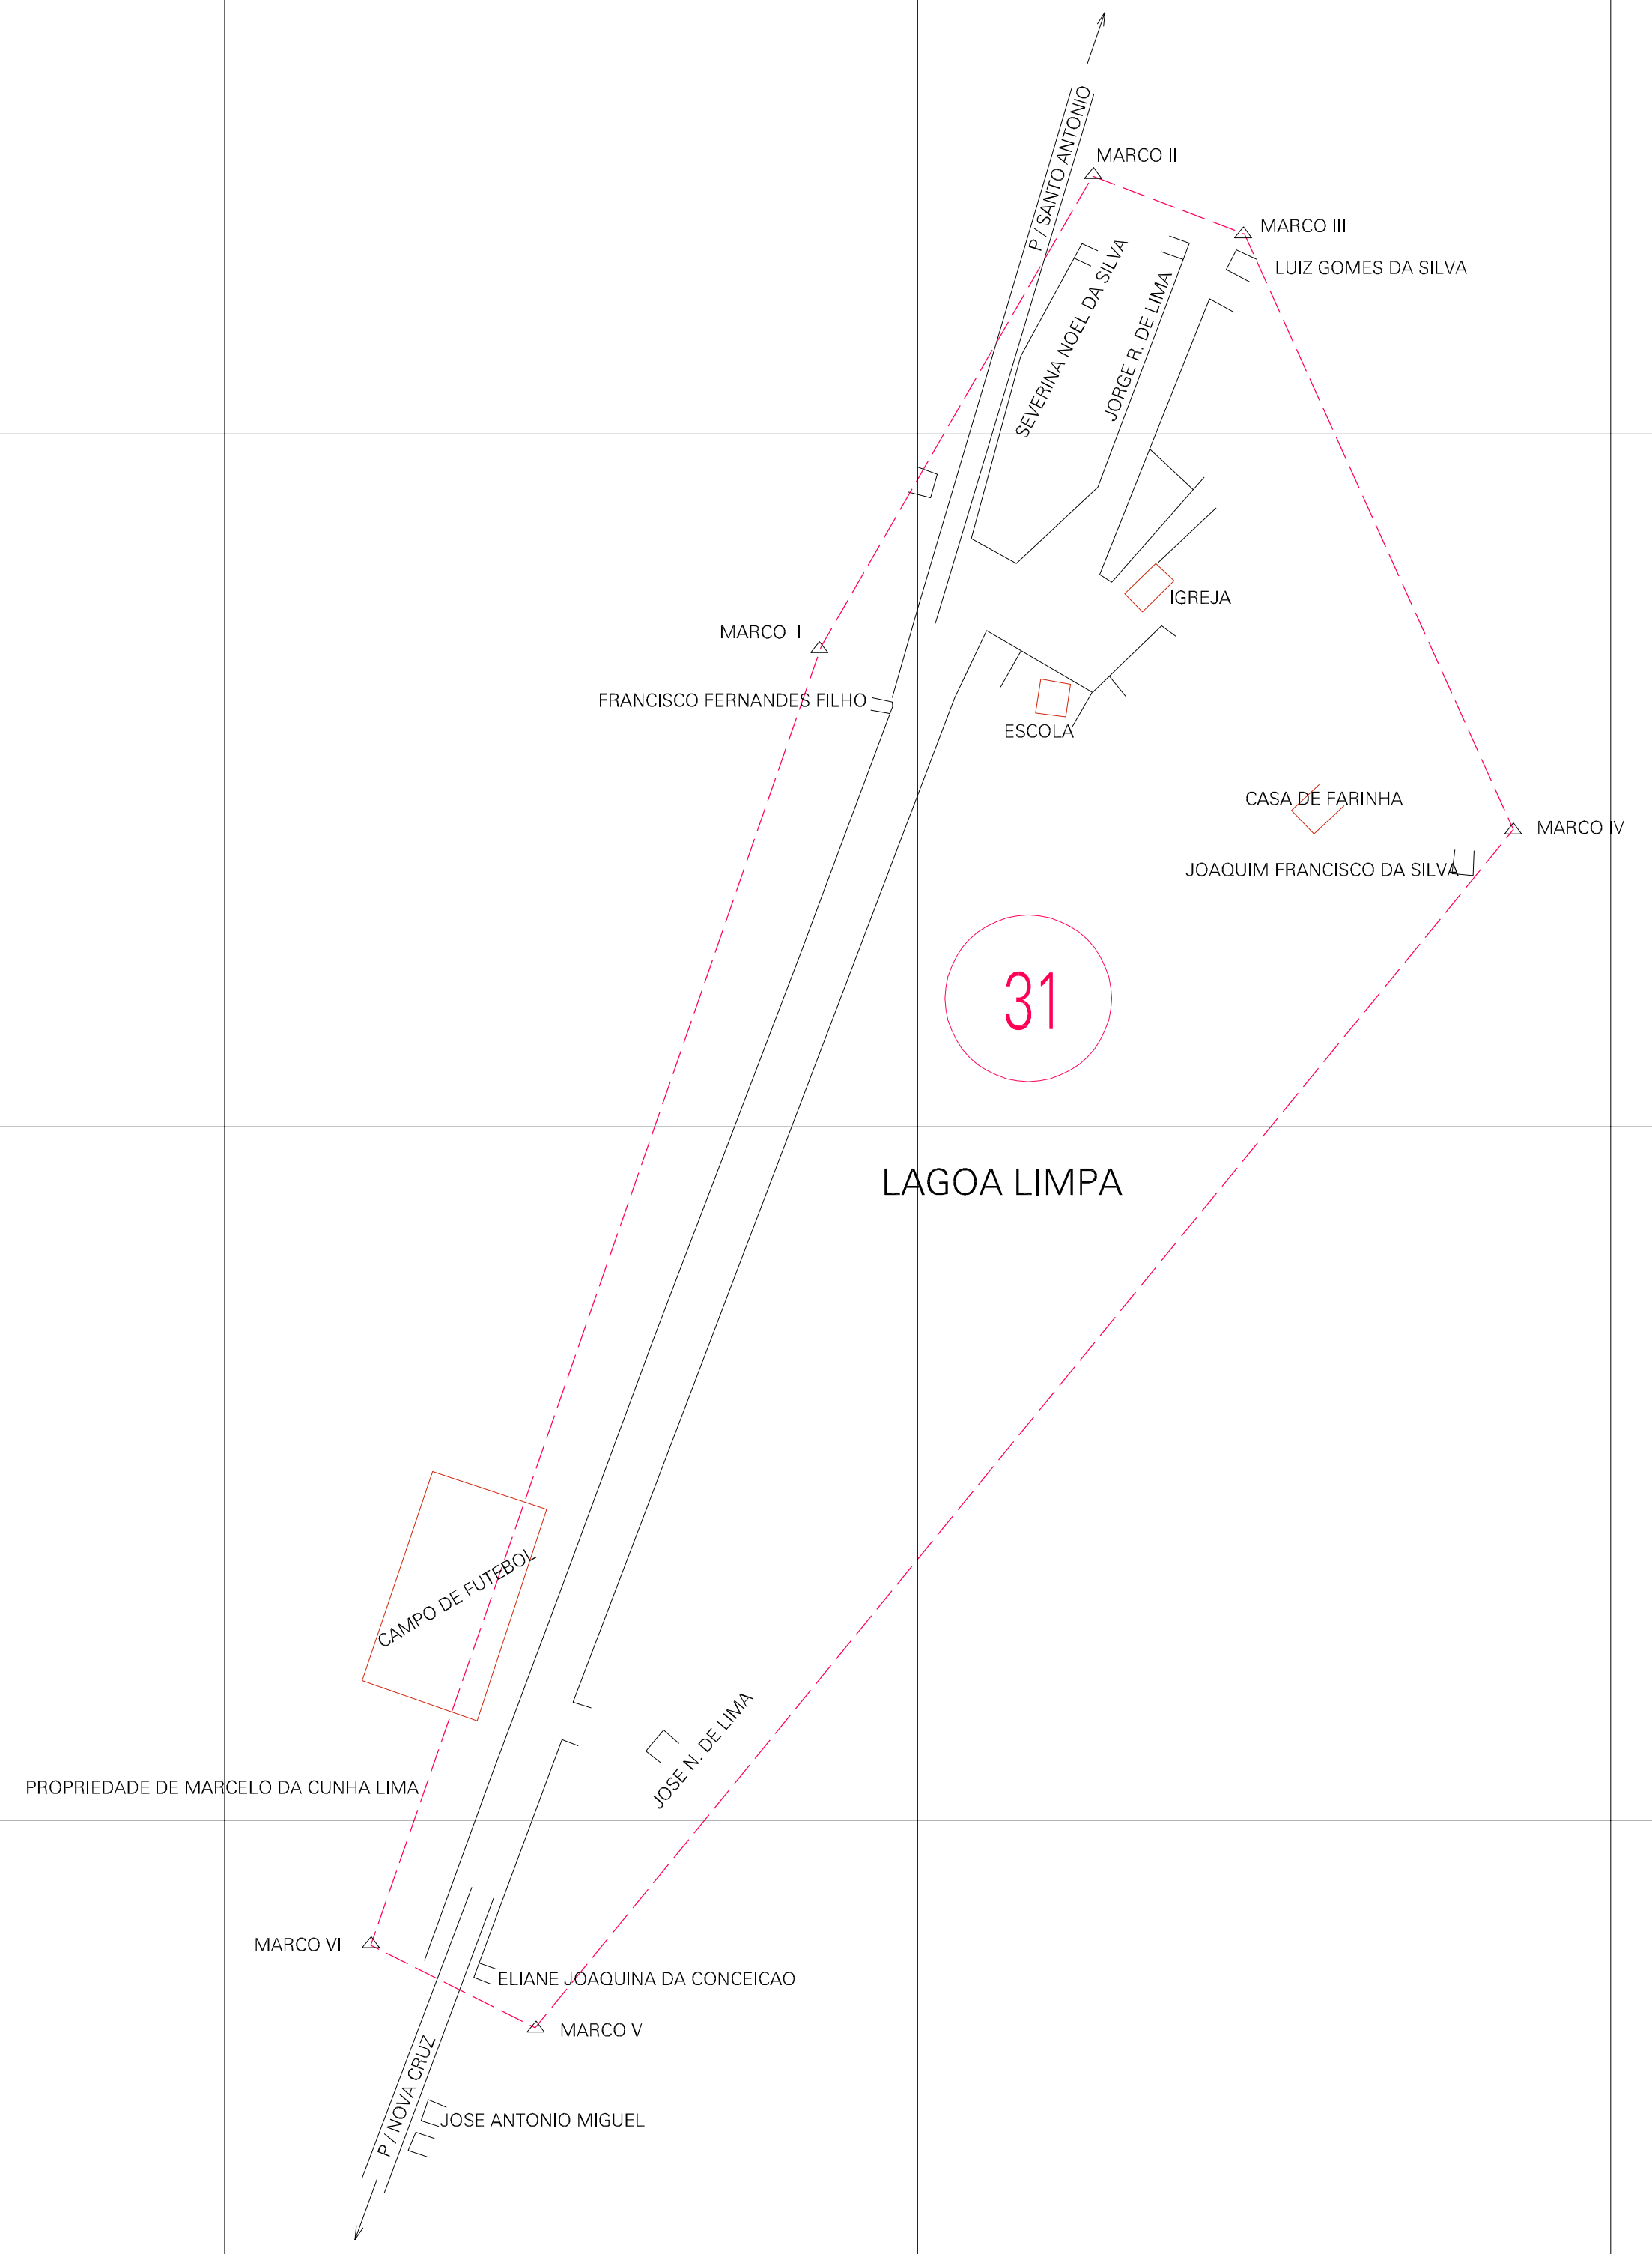 P / SANTO ANTONIO
MARCO II
MARCO III
LUIZ GOMES DA SILVA
SEVERINA NOEL DA SILVA
JORGE R. DE LIMA
IGREJA
MARCO I
FRANCISCO FERNANDES FILHO
ESCOLA
CASA DE FARINHA
MARCO IV
JOAQUIM FRANCISCO DA SILVA
31
LAGOA LIMPA
CAMPO DE FUTEBOL
JOSE N. DE LIMA
PROPRIEDADE DE MARCELO DA CUNHA LIMA
MARCO VI
ELIANE JOAQUINA DA CONCEICAO
MARCO V
P / NOVA CRUZ
JOSE ANTONIO MIGUEL